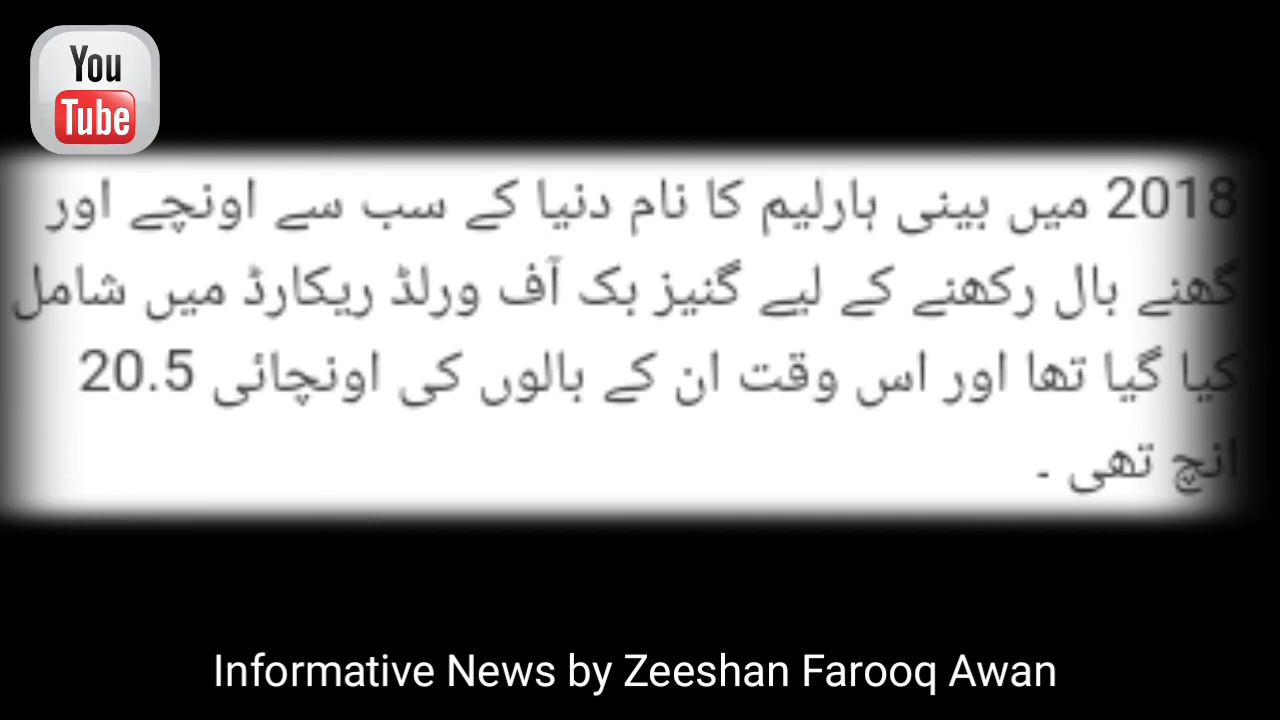 You
Tube
2018 میں بینی ہارلیم کا نام دنیا کے سب سے اونچے اور
گھنے بال رکھنے کے لیے گنیز بک آف ورلڈ ریکارڈ میں شامل
کیا گیا تھا اور اس وقت ان کے بالوں کی اونچائی 20.5
انچ تھی ۔
Informative News by Zeeshan Farooq Awan